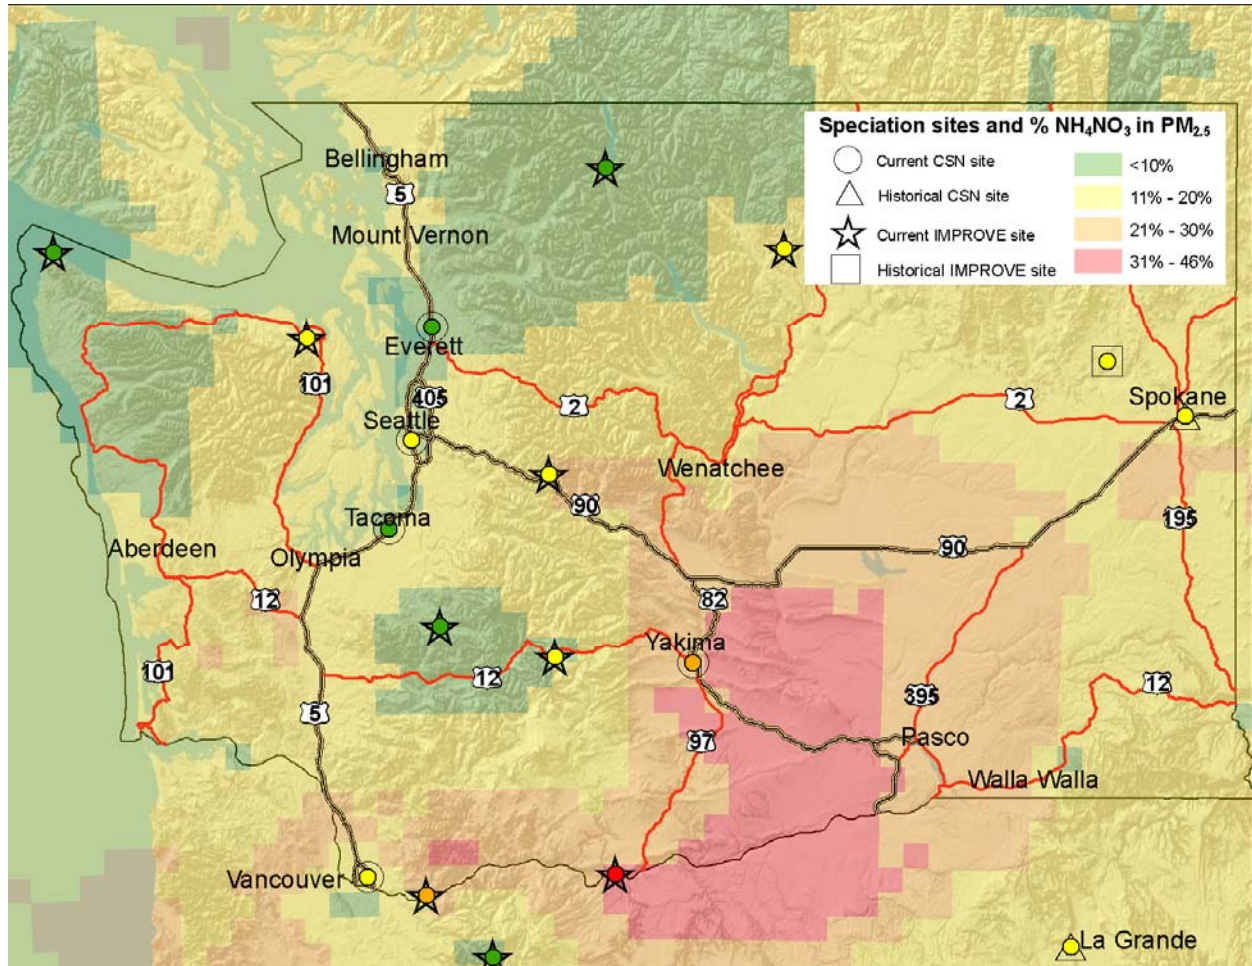 Speciation sites and % NH₄NO₃ in PM₂.₅
Current CSN site
Historical CSN site
Current IMPROVE site
Historical IMPROVE site
<10%
11% - 20%
21% - 30%
31% - 46%
Bellingham
5
Mount Vernon
Everett
101
405
2
2
Spokane
Seattle
Wenatchee
90
Tacoma
195
Aberdeen
Olympia
90
12
82
Yakima
101
12
12
395
5
97
Pasco
Walla Walla
Vancouver
La Grande